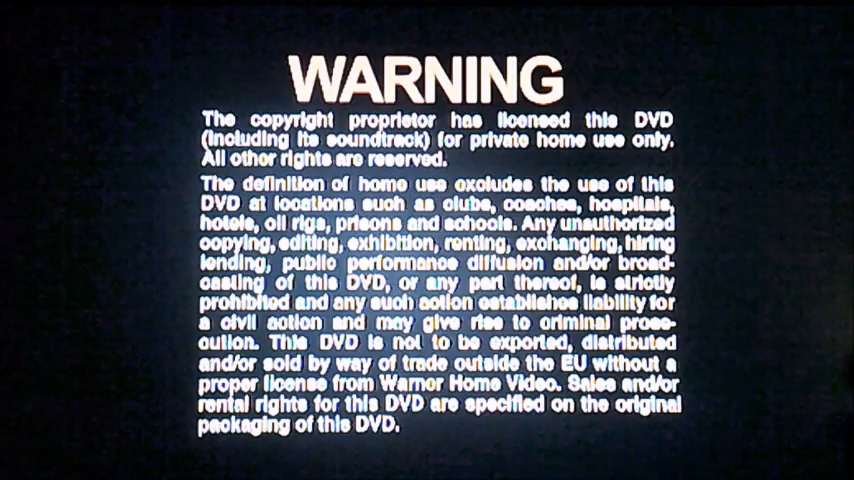 WARNING
The copyright proprietor has licensed this DVD
(including its soundtrack) for private home use only.
All other rights are reserved.
The definition of home use excludes the use of this
DVD at locations such as clubs, coaches, hospitals,
hotels, oil rigs, prisons and schools. Any unauthorized
copying, editing, exhibition, renting, exchanging, hiring
lending, public performance diffusion and/or broad-
casting of this DVD, or any part thereof, is strictly
prohibited and any such action establishes liability for
a civil action and may give rise to criminal prose-
cution. This DVD is not to be exported, distributed
and/or sold by way of trade outside the EU without a
proper license from Warner Home Video. Sales and/or
rental rights for this DVD are specified on the original
packaging of this DVD.